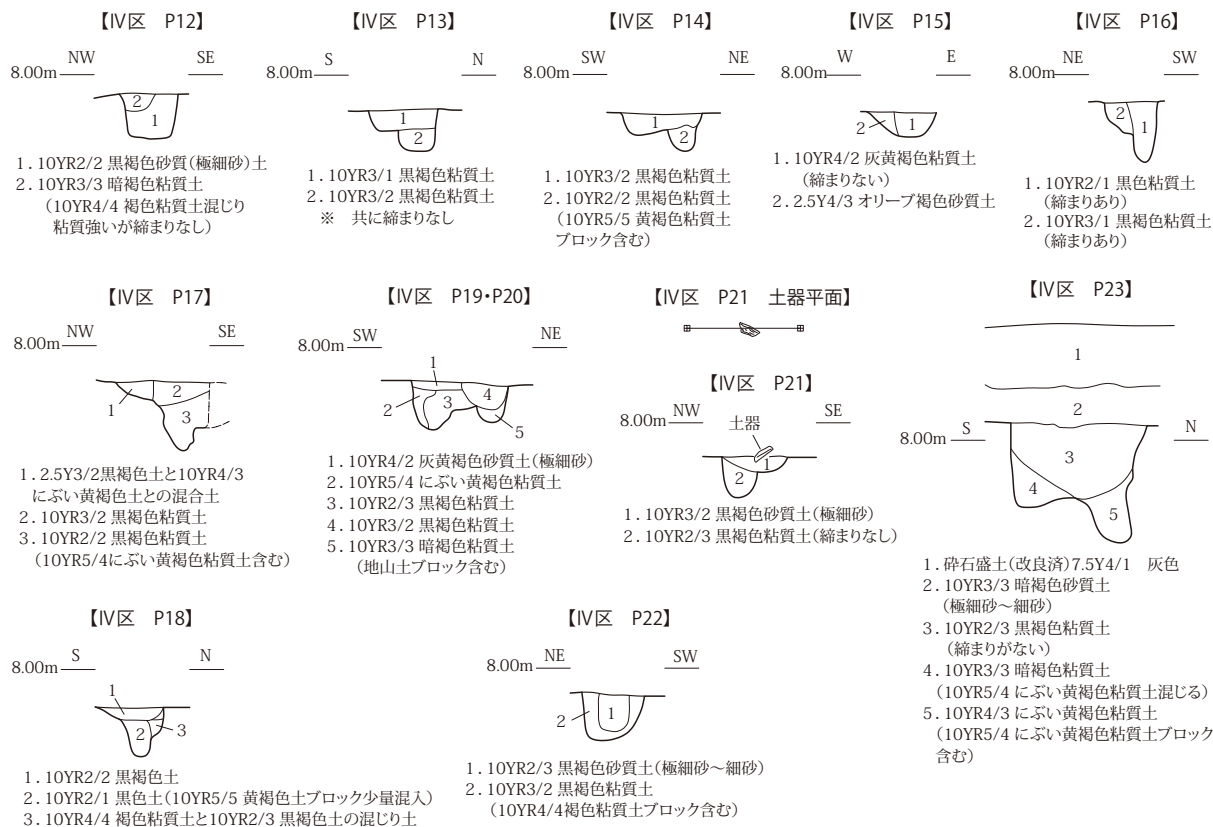 【Ⅳ区　P12】
NW
SE
8.00m
2
1
1．10YR2/2 黒褐色砂質（極細砂）土
2．10YR3/3 暗褐色粘質土
（10YR4/4 褐色粘質土混じり
粘質強いが締まりなし）
【Ⅳ区　P13】
S
N
8.00m
1
2
1．10YR3/1 黒褐色粘質土
2．10YR3/2 黒褐色粘質土
※　共に締まりなし
【Ⅳ区　P14】
SW
NE
8.00m
1
2
1．10YR3/2 黒褐色粘質土
2．10YR2/2 黒褐色粘質土
（10YR5/5 黄褐色粘質土
ブロック含む）
【Ⅳ区　P15】
W
E
8.00m
2
1
1．10YR4/2 灰黄褐色粘質土
（締まりない）
2．2.5Y4/3 オリーブ褐色砂質土
【Ⅳ区　P16】
NE
SW
8.00m
2
1
1．10YR2/1 黒色粘質土
（締まりあり）
2．10YR3/1 黒褐色粘質土
（締まりあり）
【Ⅳ区　P17】
NW
SE
8.00m
1
2
3
1．2.5Y3/2黒褐色土と10YR4/3
にぶい黄褐色土との混合土
2．10YR3/2 黒褐色粘質土
3．10YR2/2 黒褐色粘質土
（10YR5/4にぶい黄褐色粘質土含む）
【Ⅳ区　P19・P20】
SW
NE
8.00m
1
2
3
4
5
1．10YR4/2 灰黄褐色砂質土（極細砂）
2．10YR5/4 にぶい黄褐色粘質土
3．10YR2/3 黒褐色粘質土
4．10YR3/2 黒褐色粘質土
5．10YR3/3 暗褐色粘質土
（地山土ブロック含む）
【Ⅳ区　P21　土器平面】
【Ⅳ区　P21】
8.00m
NW
SE
土器
1
2
1．10YR3/2 黒褐色砂質土（極細砂）
2．10YR2/3 黒褐色粘質土（締まりなし）
【Ⅳ区　P23】
1
2
8.00m
S
N
3
4
5
1．砕石盛土（改良済）7.5Y4/1　灰色
2．10YR3/3 暗褐色砂質土
（極細砂～細砂）
3．10YR2/3 黒褐色粘質土
（締まりがない）
4．10YR3/3 暗褐色粘質土
（10YR5/4 にぶい黄褐色粘質土混じる）
5．10YR4/3 にぶい黄褐色粘質土
（10YR5/4 にぶい黄褐色粘質土ブロック
含む）
【Ⅳ区　P18】
S
N
8.00m
1
2
3
1．10YR2/2 黒褐色土
2．10YR2/1 黒色土（10YR5/5 黄褐色土ブロック少量混入）
3．10YR4/4 褐色粘質土と10YR2/3 黒褐色土の混じり土
【Ⅳ区　P22】
NE
SW
8.00m
2
1
1．10YR2/3 黒褐色砂質土（極細砂～細砂）
2．10YR3/2 黒褐色粘質土
（10YR4/4褐色粘質土ブロック含む）